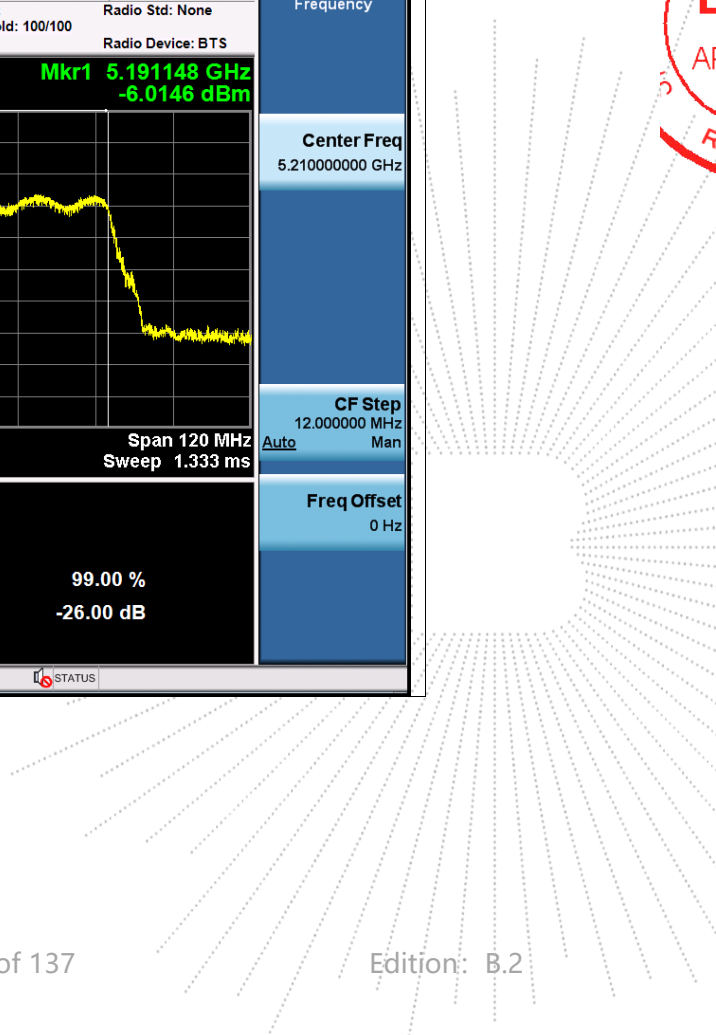 Frequency
Radio Std: None
old: 100/100
Radio Device: BTS
Mkr1 5.191148 GHz
-6.0146 dBm
Center Freq
5.210000000 GHz
CF Step
12.000000 MHz
Auto Man
Span 120 MHz
Sweep 1.333 ms
Freq Offset
0 Hz
99.00 %
-26.00 dB
STATUS
of 137
Edition: B.2